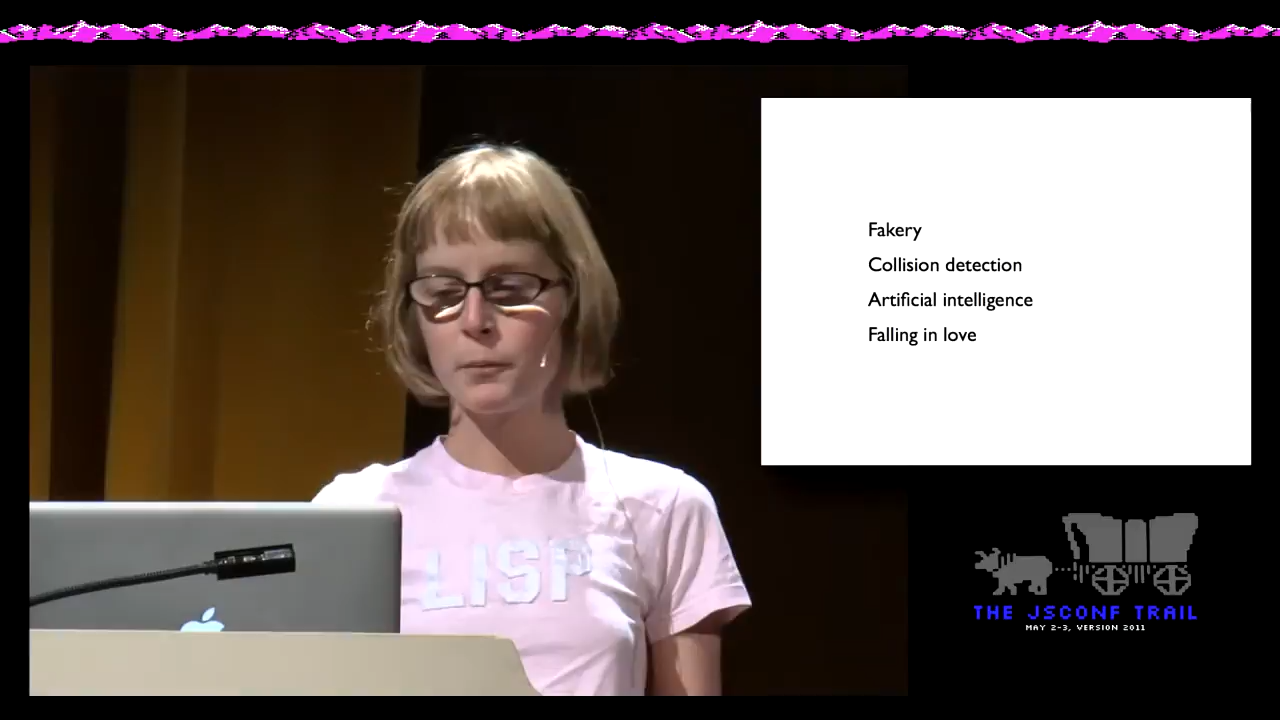 LISP
Fakery
Collision detection
Artificial intelligence
Falling in love
THE JSCONF TRAIL
MAY 2-3, VERSION 2011